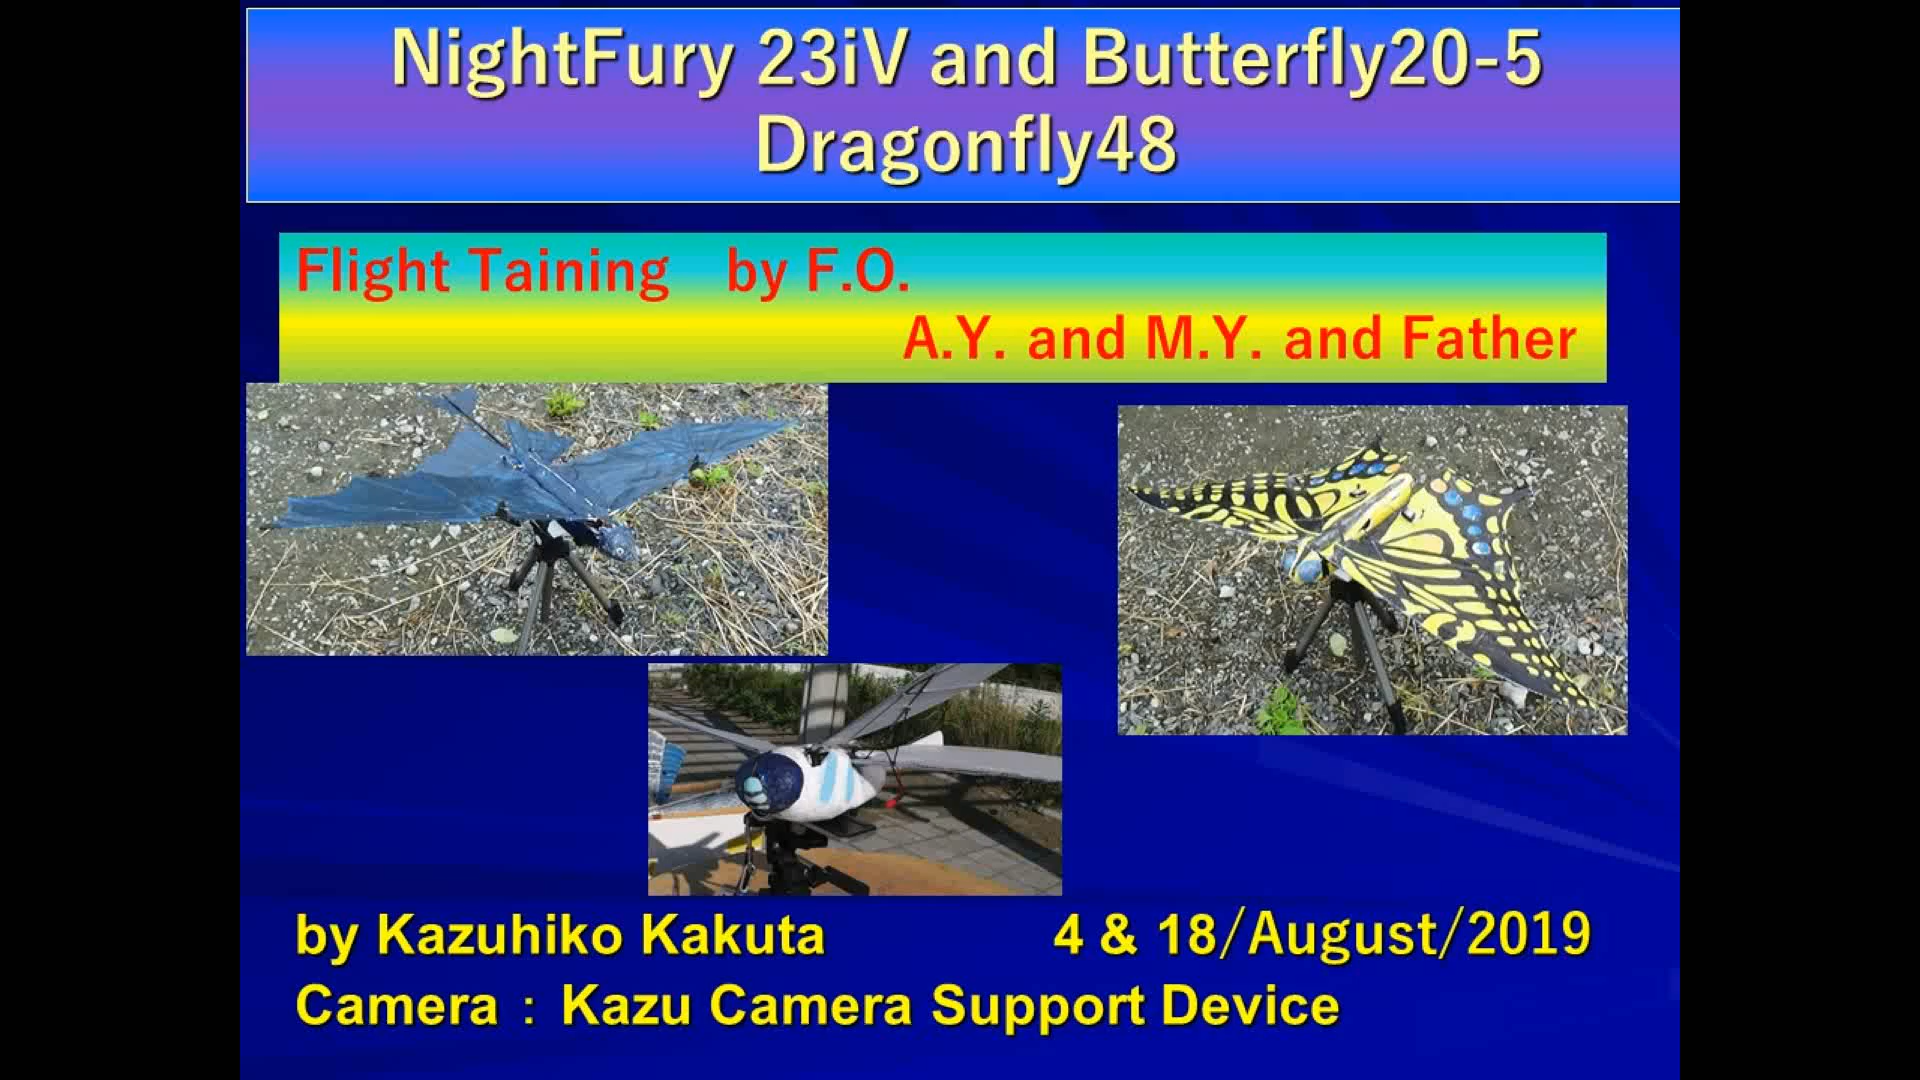 NightFury 23iV and Butterfly20-5
Dragonfly48
Flight Taining by F.O.
A.Y. and M.Y. and Father
by Kazuhiko Kakuta 4 & 18/August/2019
Camera：Kazu Camera Support Device